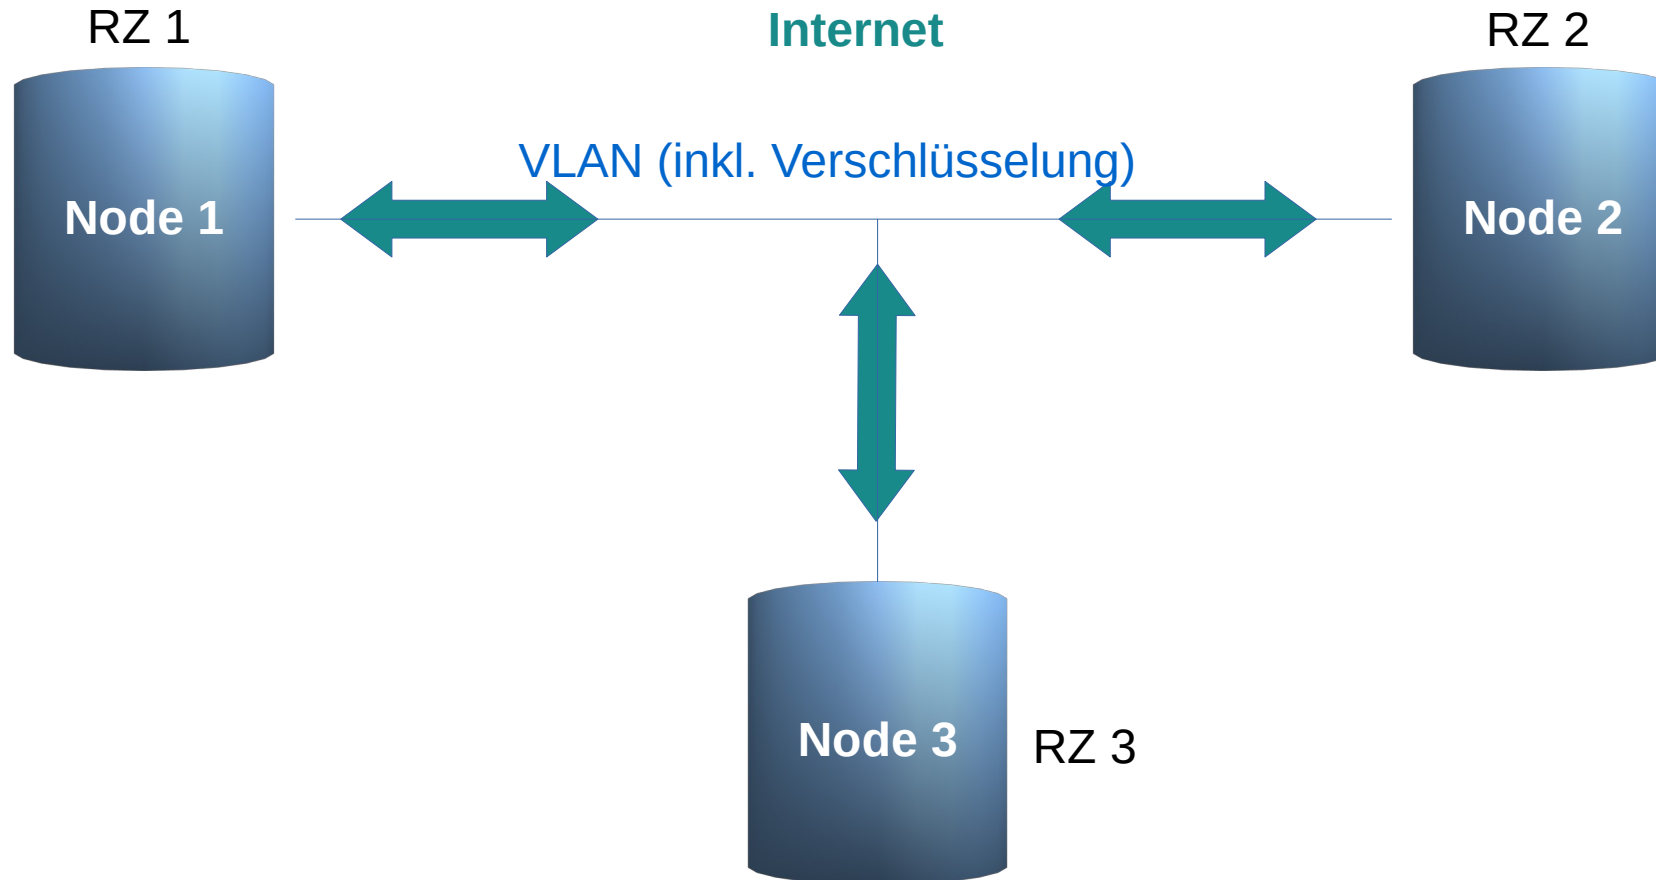 RZ 1
Internet
RZ 2
VLAN (inkl. Verschlüsselung)
Node 1
Node 2
Node 3
RZ 3